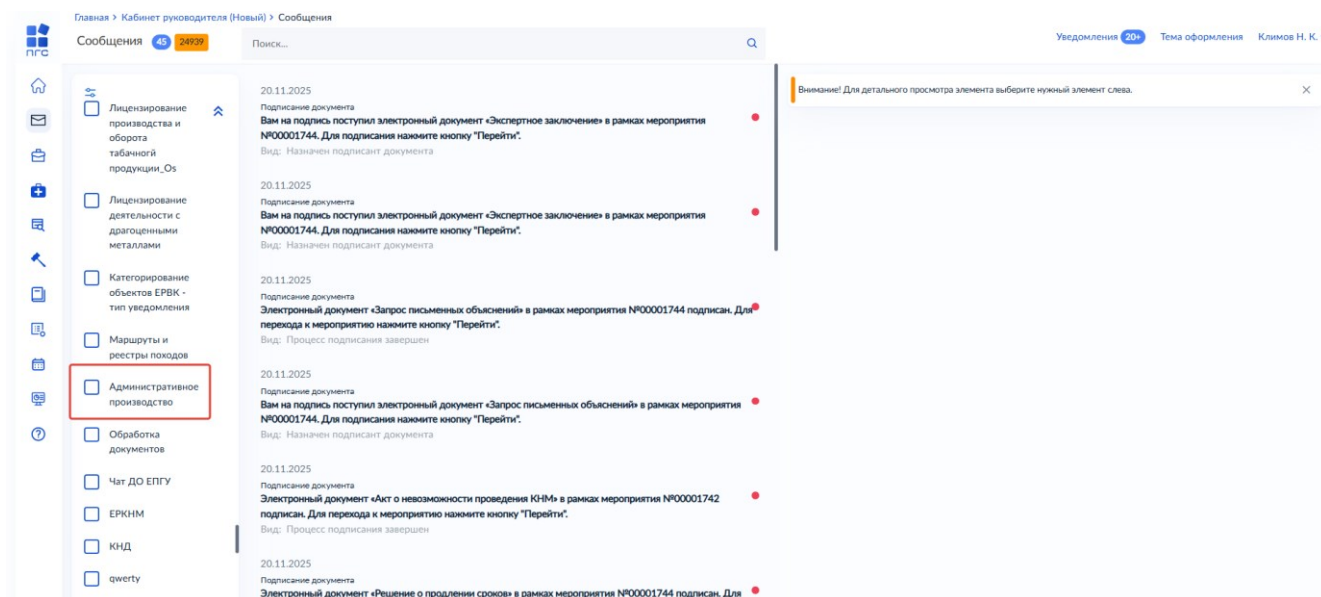 Главная > Кабинет руководителя (Новый) > Сообщения
ПГС
Сообщения 45 24939
Поиск...
Уведомления 20+ Тема оформления Климов Н. К.
Лицензирование
производства и
оборота
табачногй
продукции_Os
Лицензирование
деятельности с
драгоценными
металлами
Категорирование
объектов ЕРВК -
тип уведомления
Маршруты и
реестры походов
Административное
производство
Обработка
документов
Чат ДО ЕПГУ
ЕРКНМ
КНД
qwerty
20.11.2025
Подписание документа
Вам на подпись поступил электронный документ «Экспертное заключение» в рамках мероприятия
№00001744. Для подписания нажмите кнопку "Перейти".
Вид: Назначен подписант документа
20.11.2025
Подписание документа
Вам на подпись поступил электронный документ «Экспертное заключение» в рамках мероприятия
№00001744. Для подписания нажмите кнопку "Перейти".
Вид: Назначен подписант документа
20.11.2025
Подписание документа
Электронный документ «Запрос письменных объяснений» в рамках мероприятия №00001744 подписан. Для
перехода к мероприятию нажмите кнопку "Перейти".
Вид: Процесс подписания завершен
20.11.2025
Подписание документа
Вам на подпись поступил электронный документ «Запрос письменных объяснений» в рамках мероприятия
№00001744. Для подписания нажмите кнопку "Перейти".
Вид: Назначен подписант документа
20.11.2025
Подписание документа
Электронный документ «Акт о невозможности проведения КНМ» в рамках мероприятия №00001742
подписан. Для перехода к мероприятию нажмите кнопку "Перейти".
Вид: Процесс подписания завершен
20.11.2025
Подписание документа
Электронный документ «Решение о продлении сроков» в рамках мероприятия №00001744 подписан. Для
Внимание! Для детального просмотра элемента выберите нужный элемент слева.